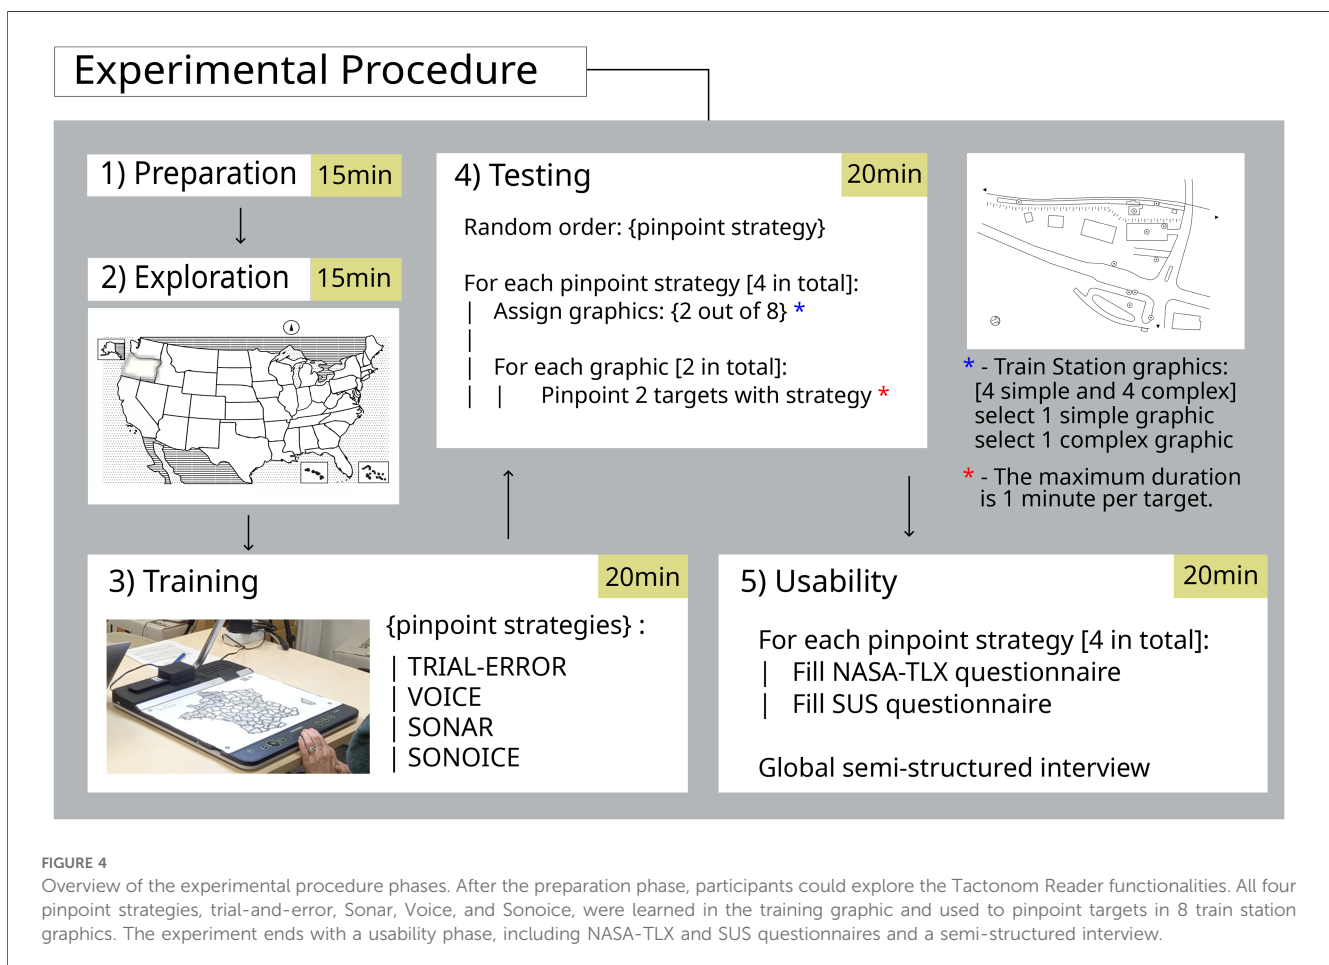 Experimental Procedure
1) Preparation 15min
2) Exploration 15min
3) Training 20min
{pinpoint strategies} :
| TRIAL-ERROR
| VOICE
| SONAR
| SONOICE
4) Testing 20min
Random order: {pinpoint strategy}
For each pinpoint strategy [4 in total]:
| Assign graphics: {2 out of 8} *
|
| For each graphic [2 in total]:
| | Pinpoint 2 targets with strategy *
* - Train Station graphics:
[4 simple and 4 complex]
select 1 simple graphic
select 1 complex graphic
* - The maximum duration
is 1 minute per target.
5) Usability 20min
For each pinpoint strategy [4 in total]:
| Fill NASA-TLX questionnaire
| Fill SUS questionnaire
Global semi-structured interview
FIGURE 4
Overview of the experimental procedure phases. After the preparation phase, participants could explore the Tactonom Reader functionalities. All four
pinpoint strategies, trial-and-error, Sonar, Voice, and Sonoice, were learned in the training graphic and used to pinpoint targets in 8 train station
graphics. The experiment ends with a usability phase, including NASA-TLX and SUS questionnaires and a semi-structured interview.